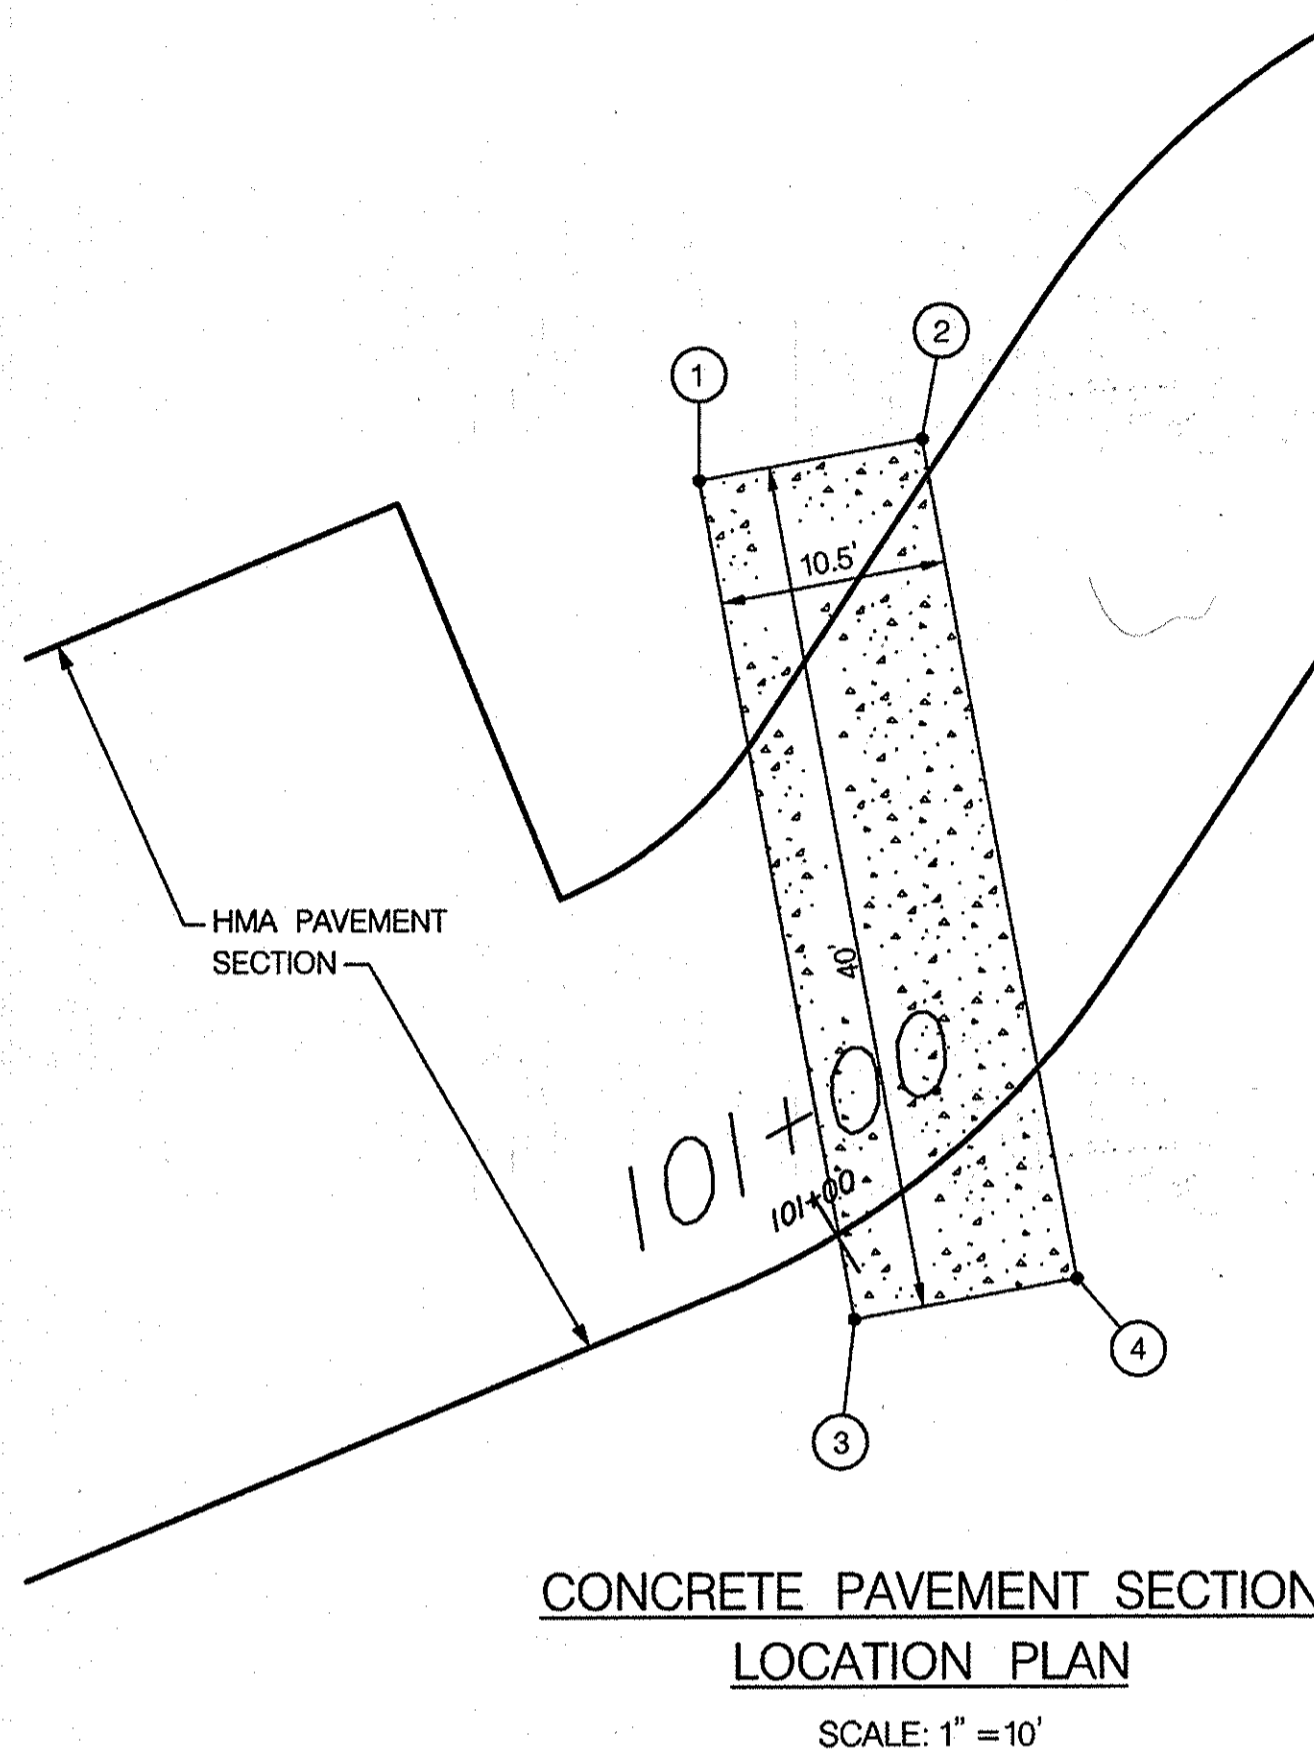 2
1
10.5'
HMA PAVEMENT
SECTION
40'
101+00
101+00
4
3
CONCRETE PAVEMENT SECTION
LOCATION PLAN
SCALE: 1" = 10'